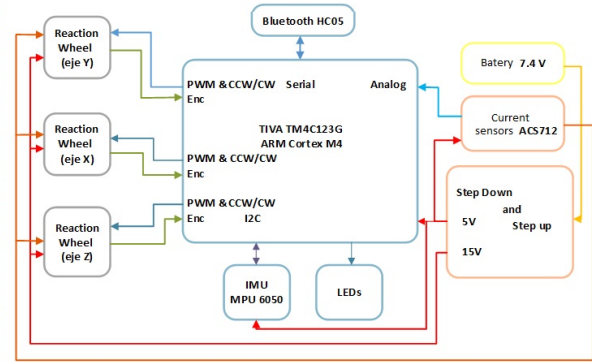 Bluetooth HC05
Reaction
Wheel
(eje Y)
PWM & CCW/CW
Serial
Analog
Enc
Batery 7.4 V
TIVA TM4C123G
ARM Cortex M4
Current
sensors ACS712
Reaction
Wheel
(eje X)
PWM & CCW/CW
Enc
Reaction
Wheel
(eje Z)
PWM & CCW/CW
Enc
I2C
Step Down
and
Step up
5V
15V
IMU
MPU 6050
LEDs